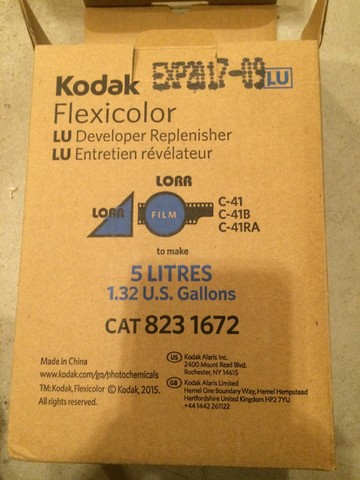 Kodak EXP2017-09 LU
Flexicolor
LU Developer Replenisher
LU Entretien révélateur
LORR
LORR FILM C-41
C-41B
C-41RA
to make
5 LITRES
1.32 U.S. Gallons
CAT 823 1672
Made in China
www.kodak.com/go/photochemicals
TM: Kodak, Flexicolor © Kodak, 2015.
All rights reserved.
US Kodak Alaris Inc.
2400 Mount Read Blvd.
Rochester, NY 14615
GB Kodak Alaris Limited
Hemel One Boundary Way, Hemel Hempstead
Hertfordshire United Kingdom HP2 7YU
+44 1442 261122